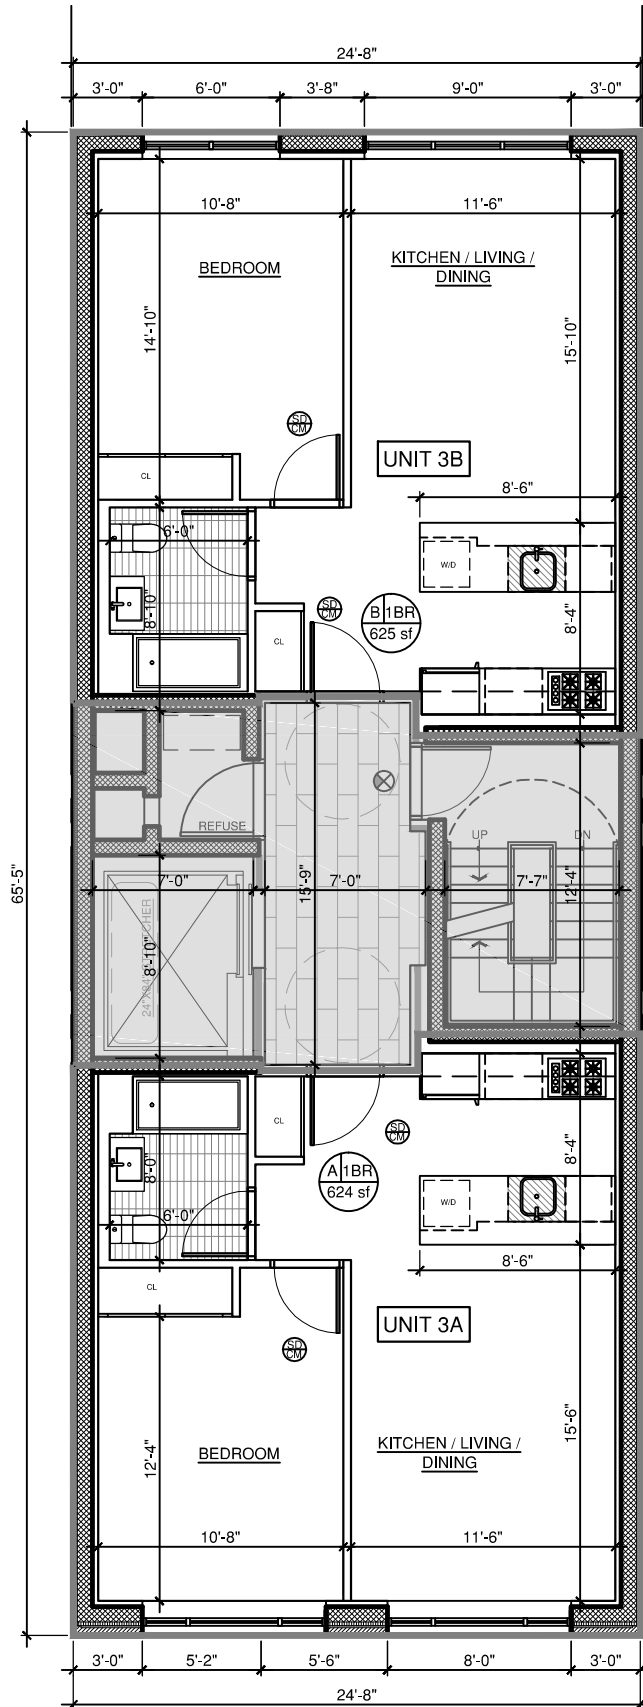 24'-8"
3'-0" 6'-0" 3'-8" 9'-0" 3'-0"
10'-8" 11'-6"
BEDROOM
KITCHEN / LIVING /
DINING
14'-10"
15'-10"
SD
CM
UNIT 3B
CL
8'-6"
6'-0"
W/D
8'-10"
SD
CM
B 1BR
625 sf
8'-4"
CL
REFUSE
UP DN
65'-5"
7'-0" 15'-9" 7'-0" 7'-7" 12'-4"
8'-10"
CL
SD
CM
8'-4"
A 1BR
624 sf
8'-0"
W/D
6'-0"
8'-6"
CL
UNIT 3A
SD
CM
15'-6"
12'-4"
BEDROOM
KITCHEN / LIVING /
DINING
10'-8" 11'-6"
3'-0" 5'-2" 5'-6" 8'-0" 3'-0"
24'-8"